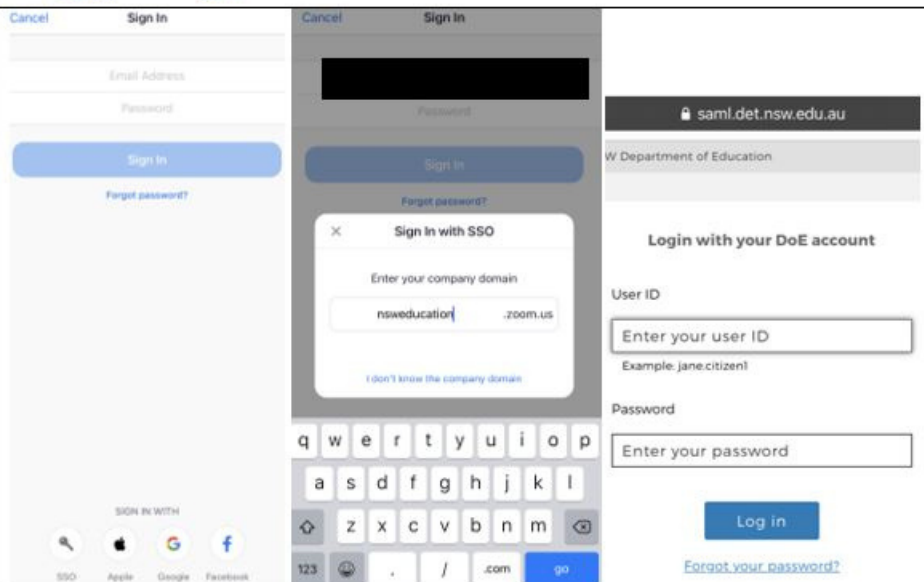 Cancel Sign In
Email Address
Password
Sign In
Forgot password?
SIGN IN WITH
SSO Apple Google Facebook
Cancel Sign In
Password
Sign In
Forgot password?
Sign In with SSO
Enter your company domain
nsweducation .zoom.us
I don't know the company domain
q w e r t y u i o p
a s d f g h j k l
z x c v b n m
123 , / .com go
saml.det.nsw.edu.au
W Department of Education
Login with your DoE account
User ID
Enter your user ID
Example: jane.citizen1
Password
Enter your password
Log in
Forgot your password?